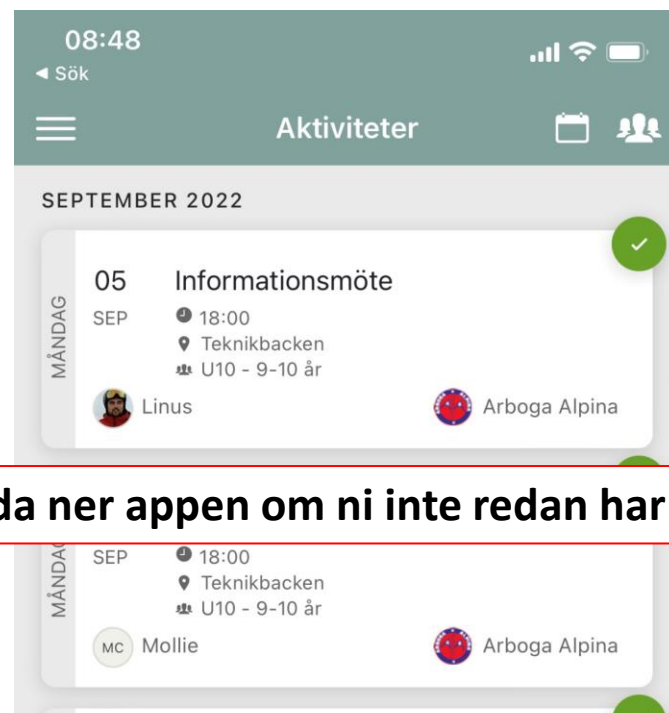 08:48
◀ Sök
Aktiviteter
SEPTEMBER 2022
MÅNDAG
05 Informationsmöte
SEP 18:00
Teknikbacken
U10 - 9-10 år
Linus Arboga Alpina
da ner appen om ni inte redan har
SEP 18:00
Teknikbacken
U10 - 9-10 år
MC Mollie Arboga Alpina